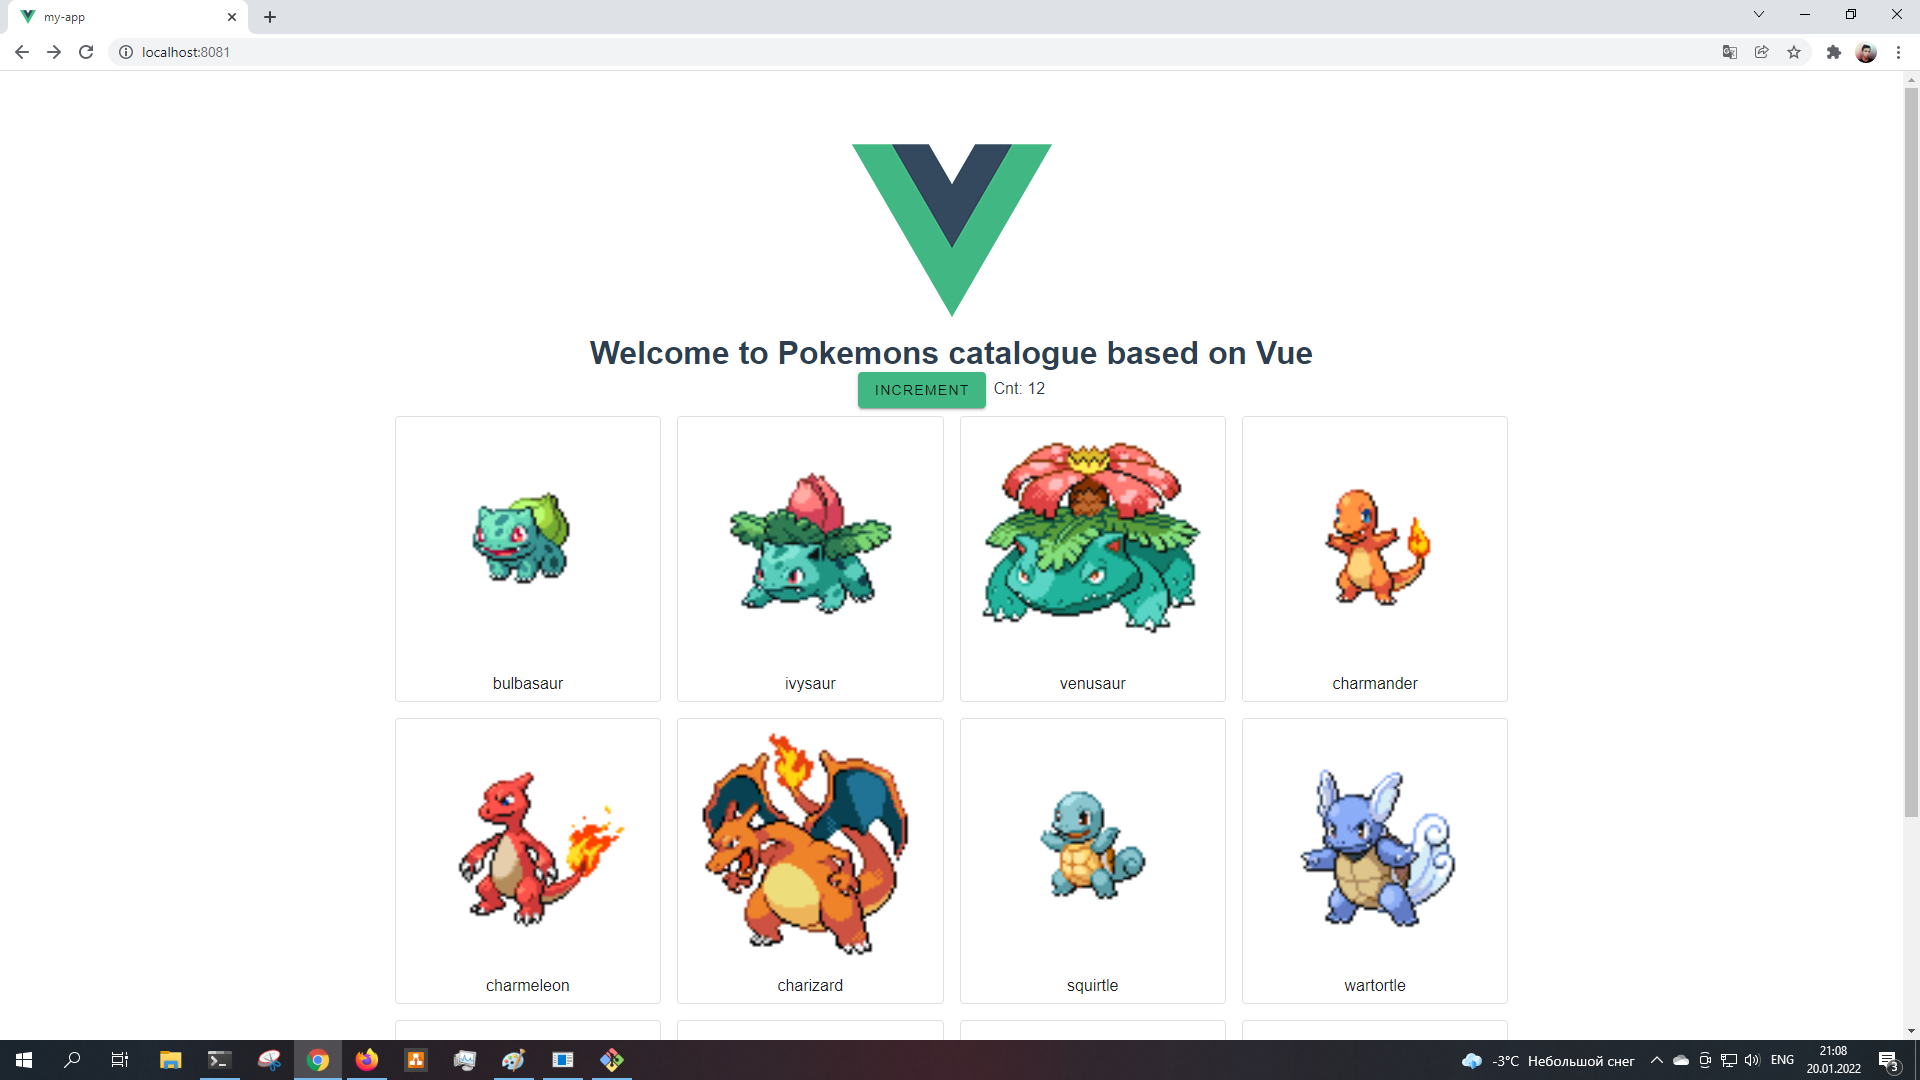 my-app
localhost:8081
Welcome to Pokemons catalogue based on Vue
INCREMENT Cnt: 12
bulbasaur ivysaur venusaur charmander
charmeleon charizard squirtle wartortle
-3°C Небольшой снег ENG 21:08
20.01.2022 3